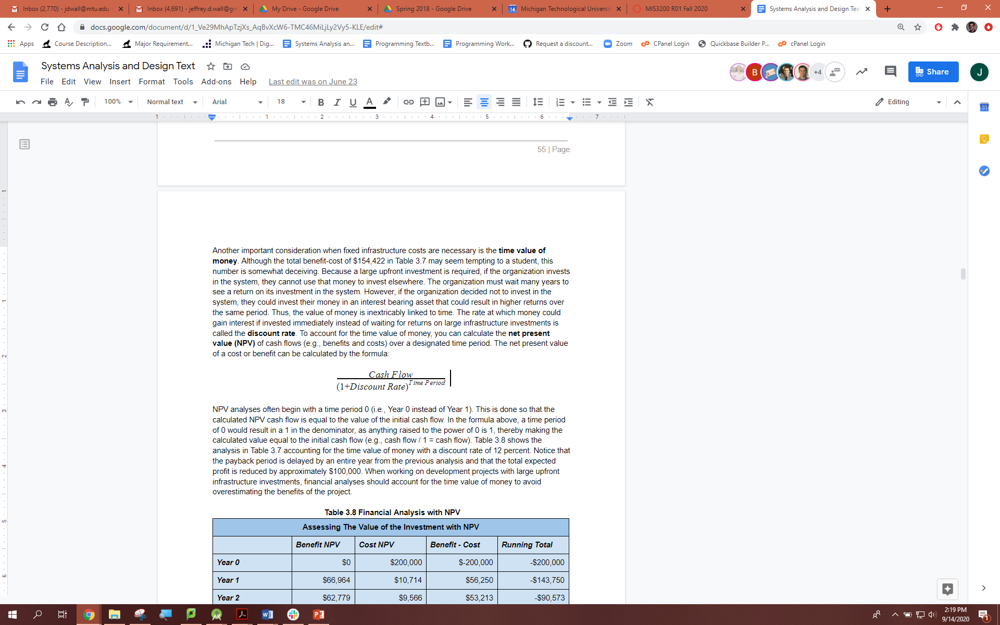 Inbox (2,770) - jdwall@mtu.edu
Inbox (4,691) - jeffrey.d.wall@gm
My Drive - Google Drive
Spring 2018 - Google Drive
14
Michigan Technological Universit
MIS3200 R01 Fall 2020
Systems Analysis and Design Text
docs.google.com/document/d/1_Ve29MhApTzjXs_AqBvXcW6-TMC46MiLjLy2Vy5-KLE/edit#
Apps
Course Description...
Major Requirement...
Michigan Tech | Dig...
Systems Analysis an...
Programming Textb...
Programming Work...
Request a discount...
Zoom
CPanel Login
Quickbase Builder P...
cPanel Login
Systems Analysis and Design Text
File Edit View Insert Format Tools Add-ons Help Last edit was on June 23
B
+4
Share
J
100% Normal text Arial 18 B I U A Editing
31
1 1 2 3 4 5 6 7
55 | Page
Another important consideration when fixed infrastructure costs are necessary is the time value of
money. Although the total benefit-cost of $154,422 in Table 3.7 may seem tempting to a student, this
number is somewhat deceiving. Because a large upfront investment is required, if the organization invests
in the system, they cannot use that money to invest elsewhere. The organization must wait many years to
see a return on its investment in the system. However, if the organization decided not to invest in the
system, they could invest their money in an interest bearing asset that could result in higher returns over
the same period. Thus, the value of money is inextricably linked to time. The rate at which money could
gain interest if invested immediately instead of waiting for returns on large infrastructure investments is
called the discount rate. To account for the time value of money, you can calculate the net present
value (NPV) of cash flows (e.g., benefits and costs) over a designated time period. The net present value
of a cost or benefit can be calculated by the formula:
Cash Flow
(1+Discount Rate)^Time Period
NPV analyses often begin with a time period 0 (i.e., Year 0 instead of Year 1). This is done so that the
calculated NPV cash flow is equal to the value of the initial cash flow. In the formula above, a time period
of 0 would result in a 1 in the denominator, as anything raised to the power of 0 is 1, thereby making the
calculated value equal to the initial cash flow (e.g., cash flow / 1 = cash flow). Table 3.8 shows the
analysis in Table 3.7 accounting for the time value of money with a discount rate of 12 percent. Notice that
the payback period is delayed by an entire year from the previous analysis and that the total expected
profit is reduced by approximately $100,000. When working on development projects with large upfront
infrastructure investments, financial analyses should account for the time value of money to avoid
overestimating the benefits of the project.
Table 3.8 Financial Analysis with NPV
Assessing The Value of the Investment with NPV
Benefit NPV Cost NPV Benefit - Cost Running Total
Year 0 $0 $200,000 $-200,000 -$200,000
Year 1 $66,964 $10,714 $56,250 -$143,750
Year 2 $62,779 $9,566 $53,213 -$90,573
1
1
2
3
4
5
6
2:19 PM
9/14/2020
1